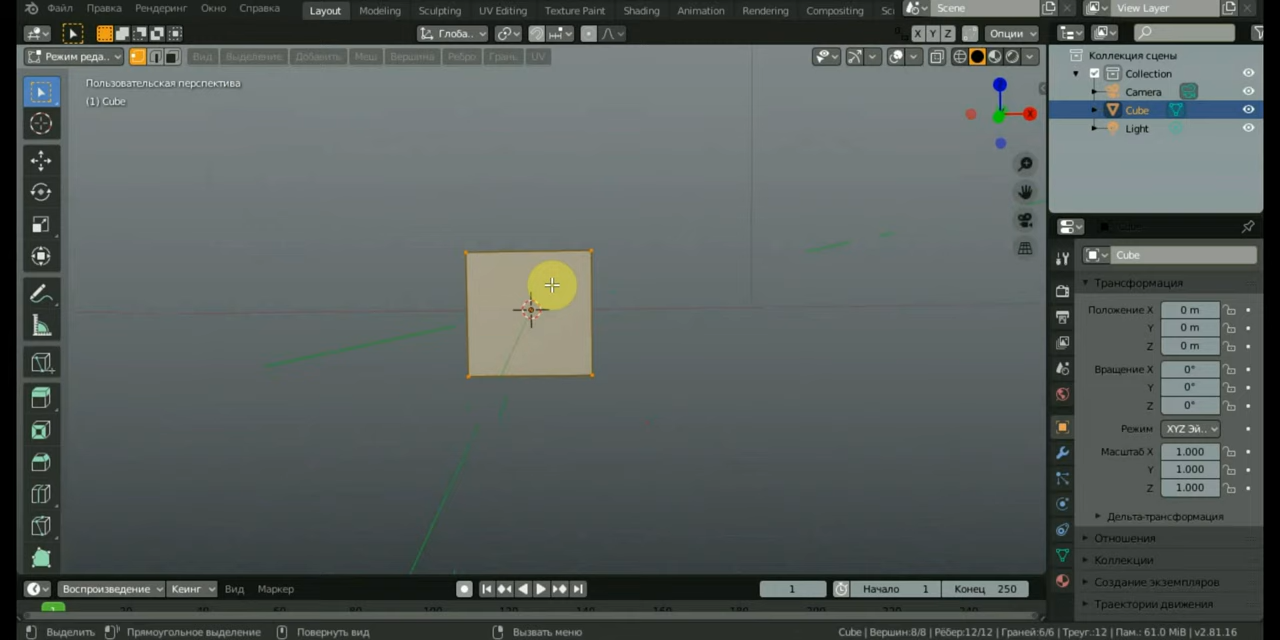 Файл Правка Рендеринг Окно Справка Layout Modeling Sculpting UV Editing Texture Paint Shading Animation Rendering Compositing Sc Scene View Layer
Глоба.. X Y Z Опции
Режим реда.. Вид Выделение Добавить Меш Вершина Ребро Грань UV
Пользовательская перспектива
(1) Cube
X
Коллекция сцены
Collection
Camera
Cube
Light
Cube
Трансформация
Положение X 0 m
Y 0 m
Z 0 m
Вращение X 0°
Y 0°
Z 0°
Режим XYZ Эй..
Масштаб X 1.000
Y 1.000
Z 1.000
Дельта-трансформация
Отношения
Коллекции
Создание экземпляров
Траектории движения
Воспроизведение Кеинг Вид Маркер 1 Начало 1 Конец 250
1
Выделить Прямоугольное выделение Повернуть вид Вызвать меню Cube | Вершин:8/8 | Рёбер:12/12 | Граней:6/6 | Треуг.:12 | Пам.: 61.0 MiB | v2.81.16